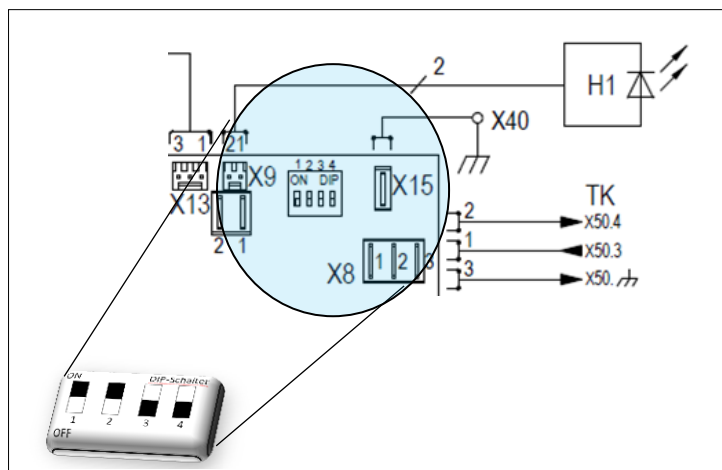 2
H1
3 1
21
X40
X9
1 2 3 4
ON DIP
X15
X13
TK
2
X50.4
2 1
1
X50.3
X8
1 2 3
3
X50.
ON
DIP-Schalter
1 2 3 4
OFF